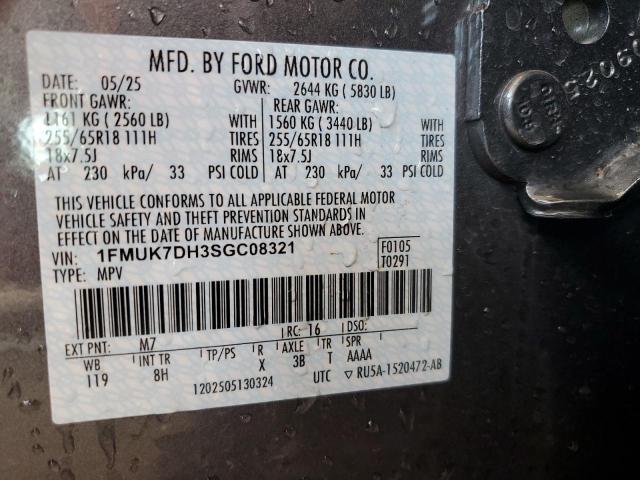 MFD. BY FORD MOTOR CO.
DATE: 05/25 GVWR: 2644 KG ( 5830 LB)
FRONT GAWR: REAR GAWR:
1161 KG ( 2560 LB) WITH 1560 KG ( 3440 LB) WITH
255/65R18 111H TIRES 255/65R18 111H TIRES
18x7.5J RIMS 18x7.5J RIMS
AT 230 kPa/ 33 PSI COLD AT 230 kPa/ 33 PSI COLD
THIS VEHICLE CONFORMS TO ALL APPLICABLE FEDERAL MOTOR
VEHICLE SAFETY AND THEFT PREVENTION STANDARDS IN
EFFECT ON THE DATE OF MANUFACTURE SHOWN ABOVE.
VIN: 1FMUK7DH3SGC08321 F0105
TYPE: MPV T0291
EXT PNT: M7 RC: 16 DSO:
WB INT TR TP/PS R AXLE TR SPR
119 8H X 3B T AAAA
1202505130324 UTC ▽ RU5A-1520472-AB